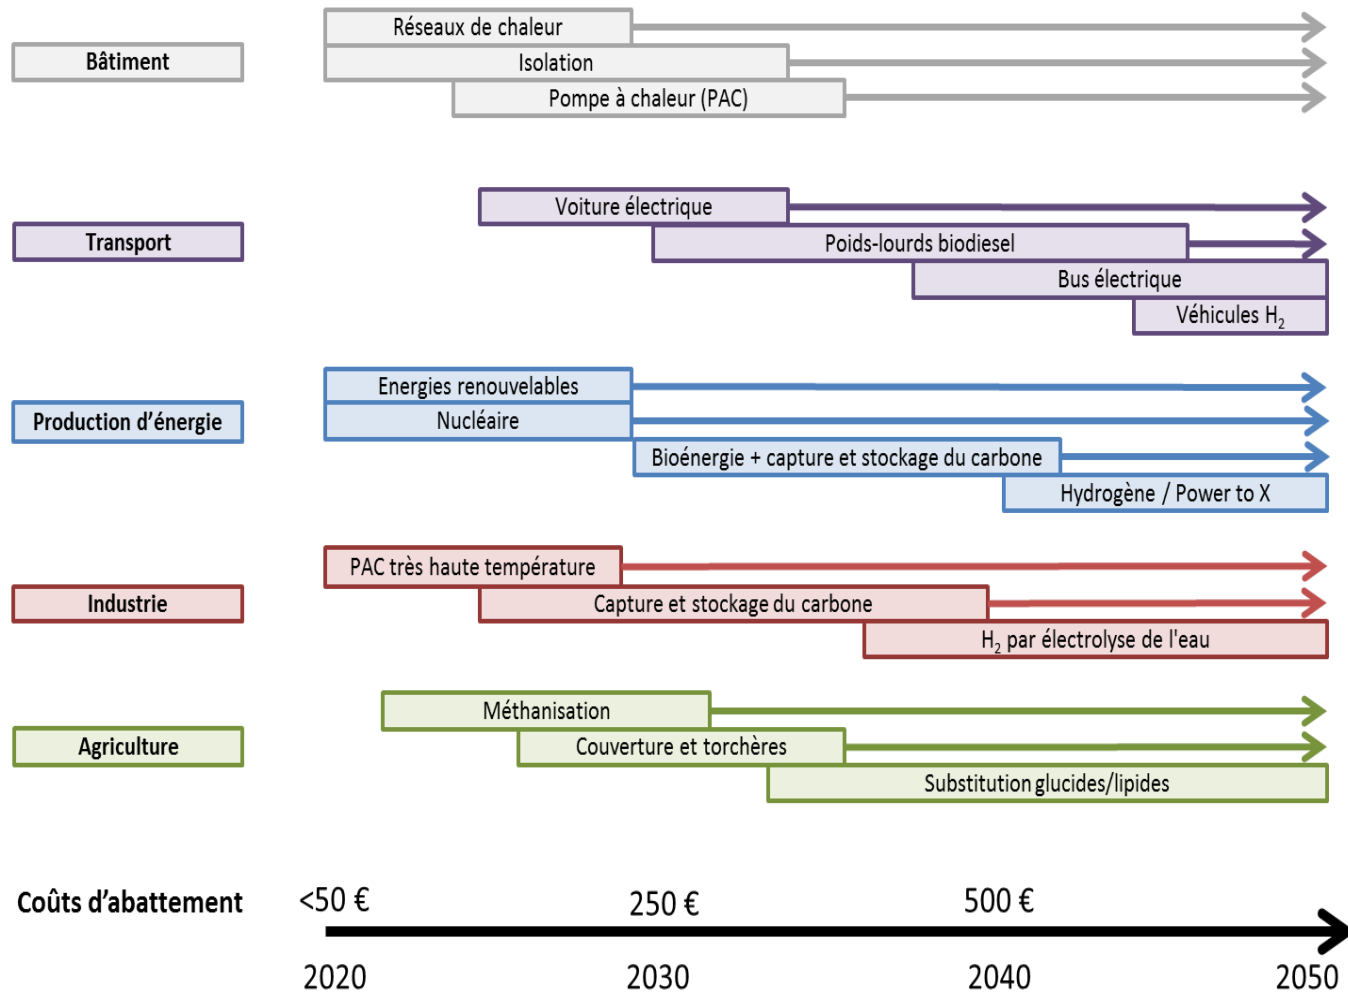 Réseaux de chaleur
Bâtiment
Isolation
Pompe à chaleur (PAC)
Voiture électrique
Transport
Poids-lourds biodiesel
Bus électrique
Véhicules H₂
Energies renouvelables
Production d’énergie
Nucléaire
Bioénergie + capture et stockage du carbone
Hydrogène / Power to X
PAC très haute température
Industrie
Capture et stockage du carbone
H₂ par électrolyse de l'eau
Méthanisation
Agriculture
Couverture et torchères
Substitution glucides/lipides
Coûts d’abattement <50 € 250 € 500 €
2020 2030 2040 2050